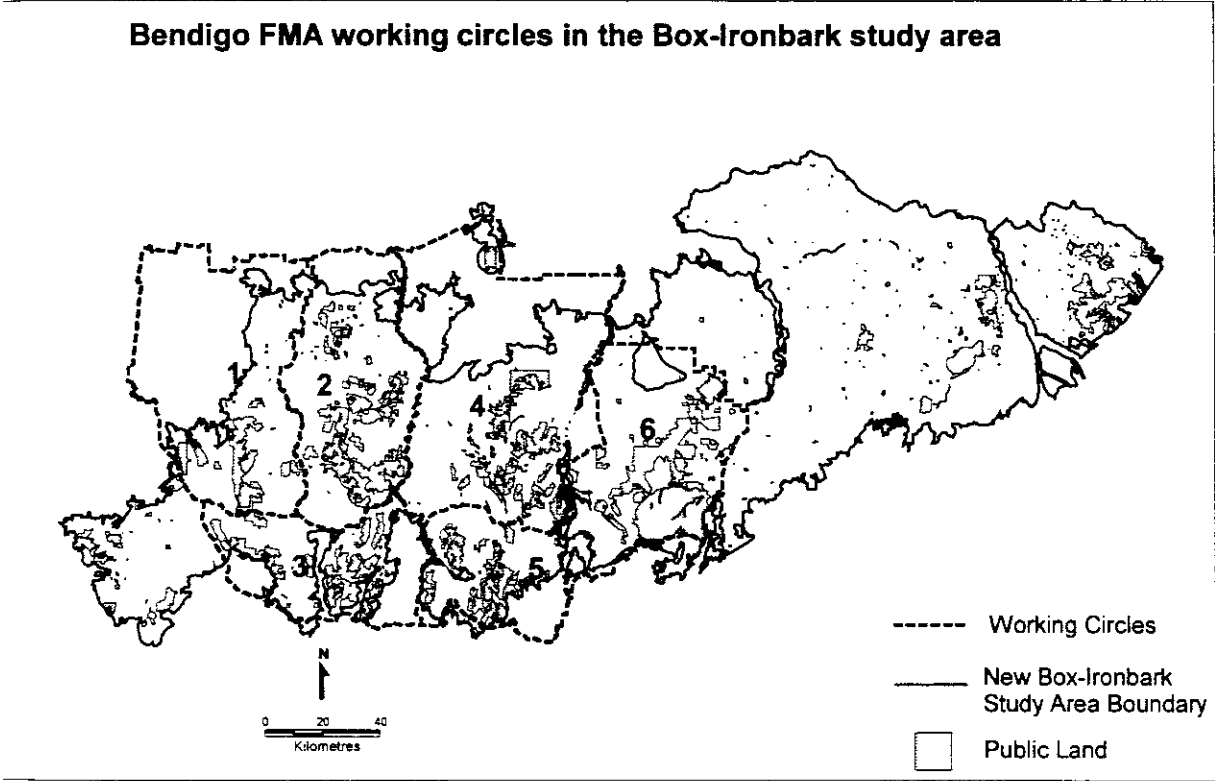 Bendigo FMA working circles in the Box-Ironbark study area
1
2
4
6
3
5
N
0 20 40
Kilometres
Working Circles
New Box-Ironbark
Study Area Boundary
Public Land